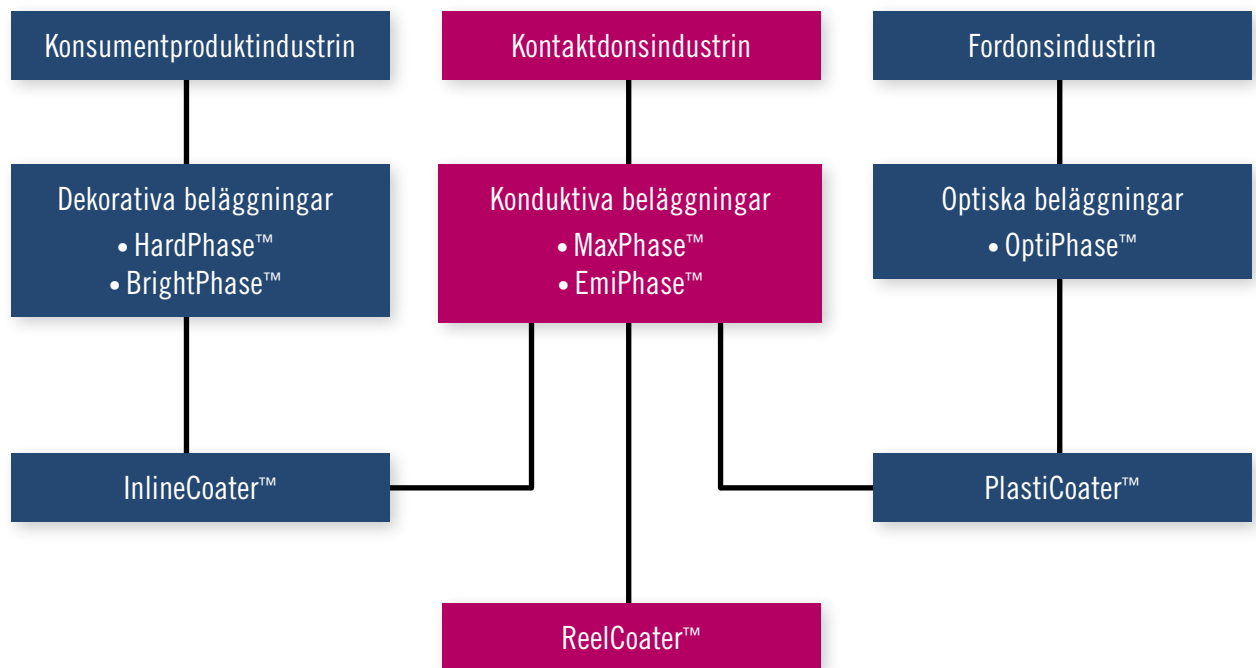 Konsumentproduktindustrin
Kontaktdonsindustrin
Fordonsindustrin
Dekorativa beläggningar
• HardPhase™
• BrightPhase™
Konduktiva beläggningar
• MaxPhase™
• EmiPhase™
Optiska beläggningar
• OptiPhase™
InlineCoater™
PlastiCoater™
ReelCoater™